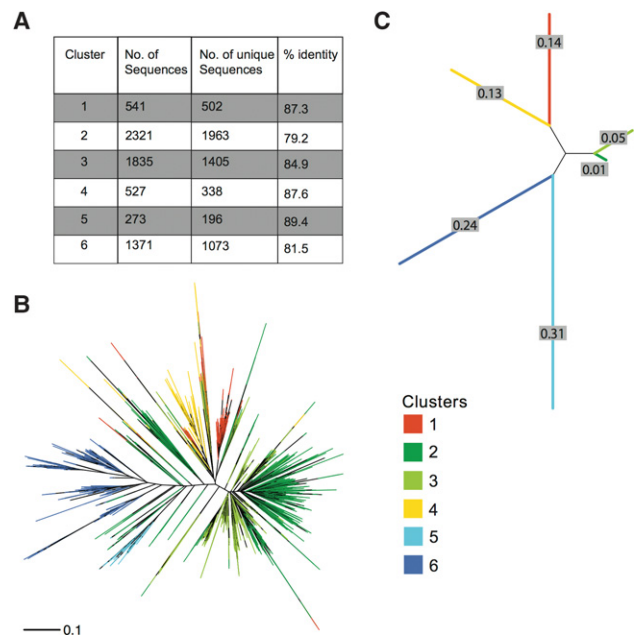 A
Cluster No. of Sequences No. of unique Sequences % identity
1 541 502 87.3
2 2321 1963 79.2
3 1835 1405 84.9
4 527 338 87.6
5 273 196 89.4
6 1371 1073 81.5
B
0.1
C
0.14
0.13
0.05
0.01
0.24
0.31
Clusters
1
2
3
4
5
6